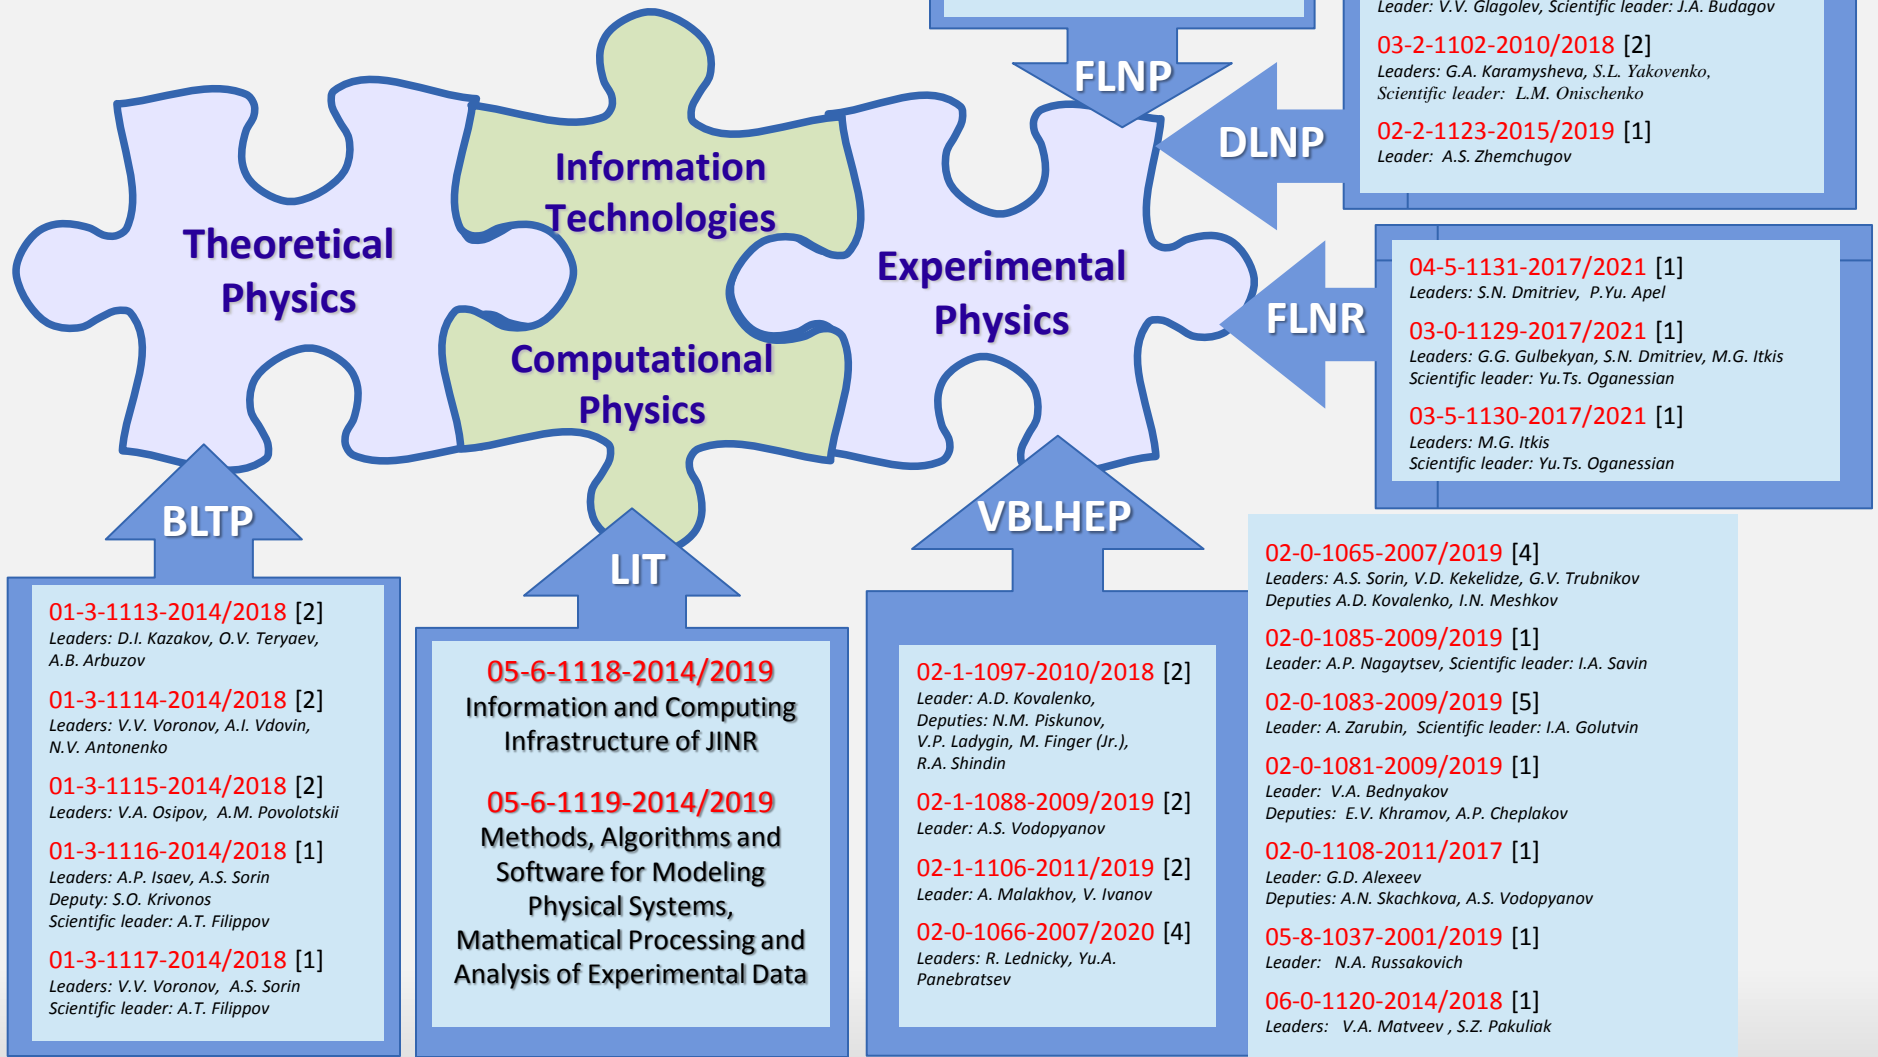 Leader: V.V. Glagolev, Scientific leader: J.A. Budagov
03-2-1102-2010/2018 [2]
Leaders: G.A. Karamysheva, S.L. Yakovenko,
Scientific leader: L.M. Onischenko
02-2-1123-2015/2019 [1]
Leader: A.S. Zhemchugov
FLNP
DLNP
Information
Technologies
Theoretical
Physics
Experimental
Physics
Computational
Physics
FLNR
04-5-1131-2017/2021 [1]
Leaders: S.N. Dmitriev, P.Yu. Apel
03-0-1129-2017/2021 [1]
Leaders: G.G. Gulbekyan, S.N. Dmitriev, M.G. Itkis
Scientific leader: Yu.Ts. Oganessian
03-5-1130-2017/2021 [1]
Leaders: M.G. Itkis
Scientific leader: Yu.Ts. Oganessian
BLTP
01-3-1113-2014/2018 [2]
Leaders: D.I. Kazakov, O.V. Teryaev,
A.B. Arbuzov
01-3-1114-2014/2018 [2]
Leaders: V.V. Voronov, A.I. Vdovin,
N.V. Antonenko
01-3-1115-2014/2018 [2]
Leaders: V.A. Osipov, A.M. Povolotskii
01-3-1116-2014/2018 [1]
Leaders: A.P. Isaev, A.S. Sorin
Deputy: S.O. Krivonos
Scientific leader: A.T. Filippov
01-3-1117-2014/2018 [1]
Leaders: V.V. Voronov, A.S. Sorin
Scientific leader: A.T. Filippov
LIT
05-6-1118-2014/2019
Information and Computing
Infrastructure of JINR
05-6-1119-2014/2019
Methods, Algorithms and
Software for Modeling
Physical Systems,
Mathematical Processing and
Analysis of Experimental Data
VBLHEP
02-1-1097-2010/2018 [2]
Leader: A.D. Kovalenko,
Deputies: N.M. Piskunov,
V.P. Ladygin, M. Finger (Jr.),
R.A. Shindin
02-1-1088-2009/2019 [2]
Leader: A.S. Vodopyanov
02-1-1106-2011/2019 [2]
Leader: A. Malakhov, V. Ivanov
02-0-1066-2007/2020 [4]
Leaders: R. Lednicky, Yu.A.
Panebratsev
02-0-1065-2007/2019 [4]
Leaders: A.S. Sorin, V.D. Kekelidze, G.V. Trubnikov
Deputies A.D. Kovalenko, I.N. Meshkov
02-0-1085-2009/2019 [1]
Leader: A.P. Nagaytsev, Scientific leader: I.A. Savin
02-0-1083-2009/2019 [5]
Leader: A. Zarubin, Scientific leader: I.A. Golutvin
02-0-1081-2009/2019 [1]
Leader: V.A. Bednyakov
Deputies: E.V. Khramov, A.P. Cheplakov
02-0-1108-2011/2017 [1]
Leader: G.D. Alexeev
Deputies: A.N. Skachkova, A.S. Vodopyanov
05-8-1037-2001/2019 [1]
Leader: N.A. Russakovich
06-0-1120-2014/2018 [1]
Leaders: V.A. Matveev , S.Z. Pakuliak